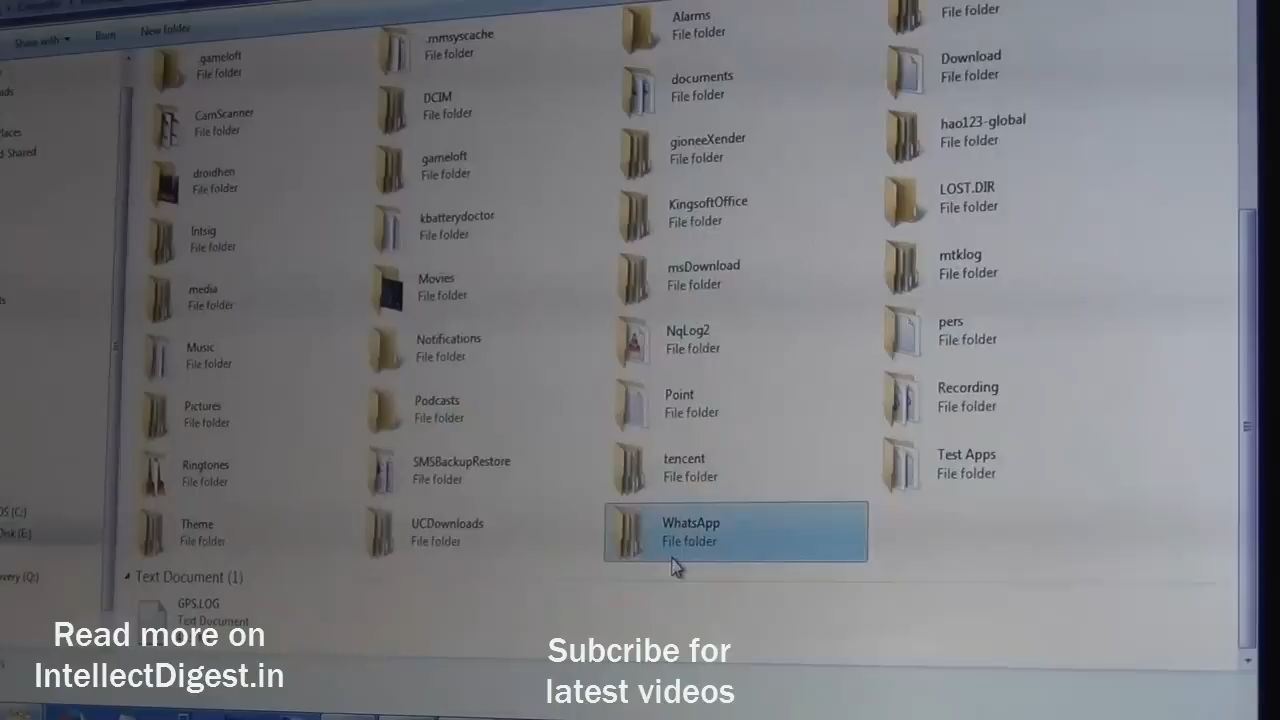 Share with
Burn
New folder
.gameloft
File folder
.mmsyscache
File folder
Alarms
File folder
File folder
CamScanner
File folder
DCIM
File folder
documents
File folder
Download
File folder
droidhen
File folder
gameloft
File folder
gioneeXender
File folder
hao123-global
File folder
Intsig
File folder
kbatterydoctor
File folder
KingsoftOffice
File folder
LOST.DIR
File folder
media
File folder
Movies
File folder
msDownload
File folder
mtklog
File folder
Music
File folder
Notifications
File folder
NqLog2
File folder
pers
File folder
Pictures
File folder
Podcasts
File folder
Point
File folder
Recording
File folder
Ringtones
File folder
SMSBackupRestore
File folder
tencent
File folder
Test Apps
File folder
Theme
File folder
UCDownloads
File folder
WhatsApp
File folder
Text Document (1)
GPS.LOG
Text Document
ads
laces
d-Shared
OS (C:)
Disk (E:)
very (Q:)
Read more on
IntellectDigest.in
Subcribe for
latest videos